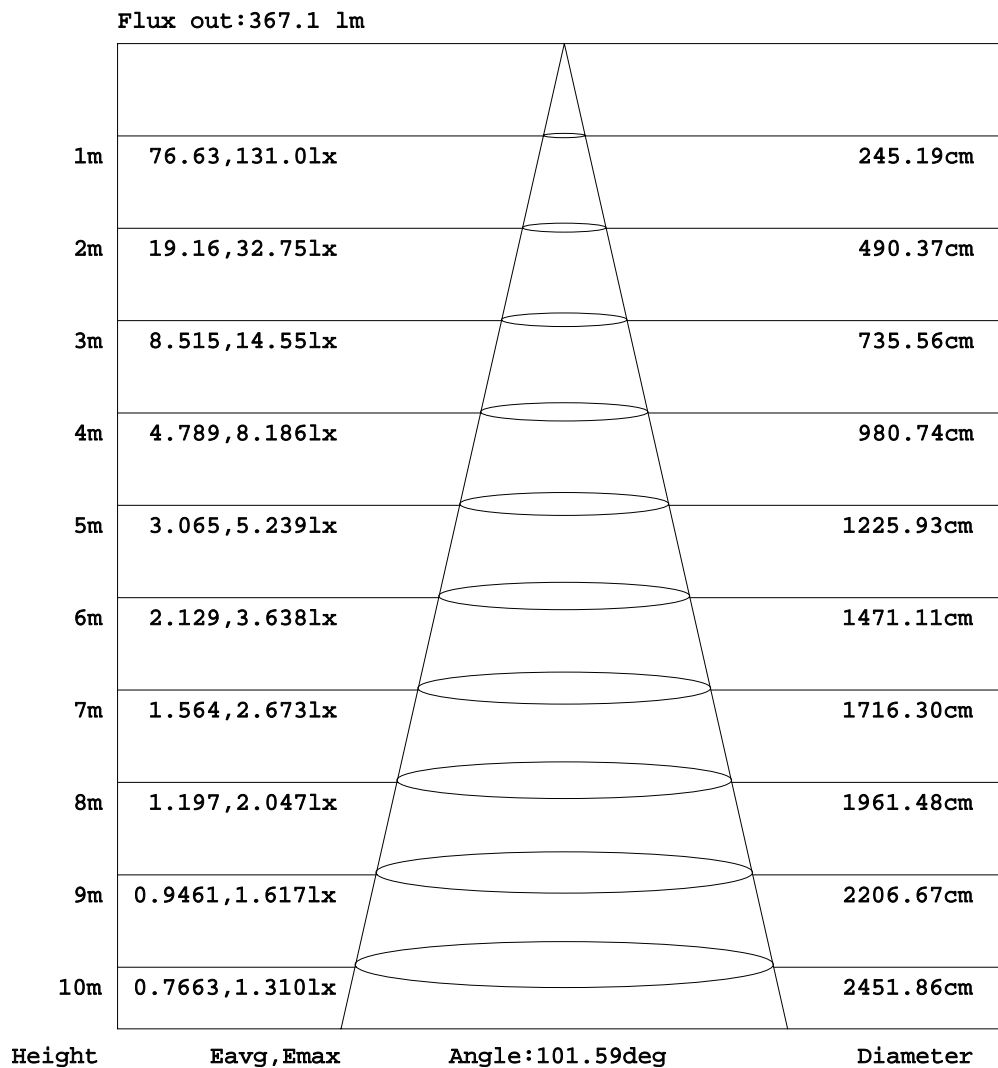 Flux out:367.1 lm
1m 76.63,131.0lx 245.19cm
2m 19.16,32.75lx 490.37cm
3m 8.515,14.55lx 735.56cm
4m 4.789,8.186lx 980.74cm
5m 3.065,5.239lx 1225.93cm
6m 2.129,3.638lx 1471.11cm
7m 1.564,2.673lx 1716.30cm
8m 1.197,2.047lx 1961.48cm
9m 0.9461,1.617lx 2206.67cm
10m 0.7663,1.310lx 2451.86cm
Height Eavg,Emax Angle:101.59deg Diameter